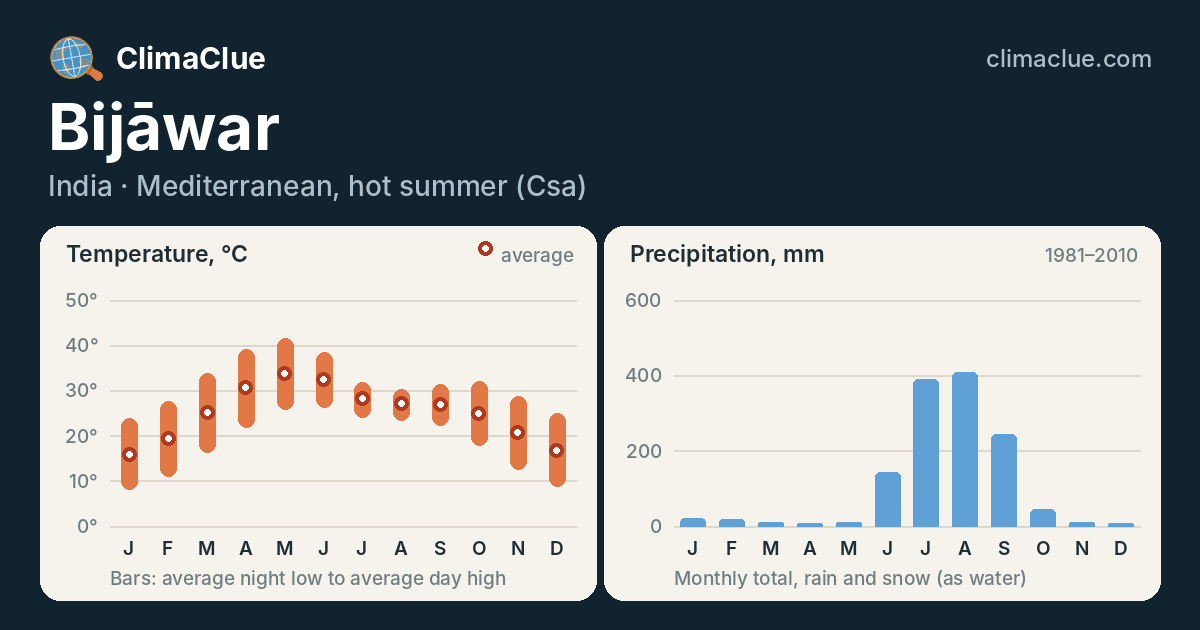 ClimaClue
climaclue.com
Bijāwar
India · Mediterranean, hot summer (Csa)
Temperature, °C
average
50°
40°
30°
20°
10°
0°
J F M A M J J A S O N D
Bars: average night low to average day high
Precipitation, mm
1981–2010
600
400
200
0
J F M A M J J A S O N D
Monthly total, rain and snow (as water)